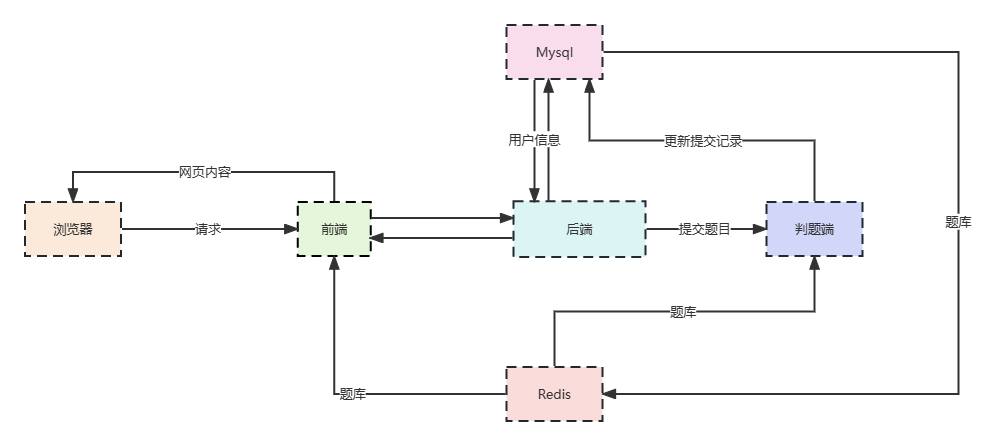 Mysql
用户信息
更新提交记录
网页内容
浏览器
请求
前端
后端
提交题目
判题端
题库
题库
题库
Redis